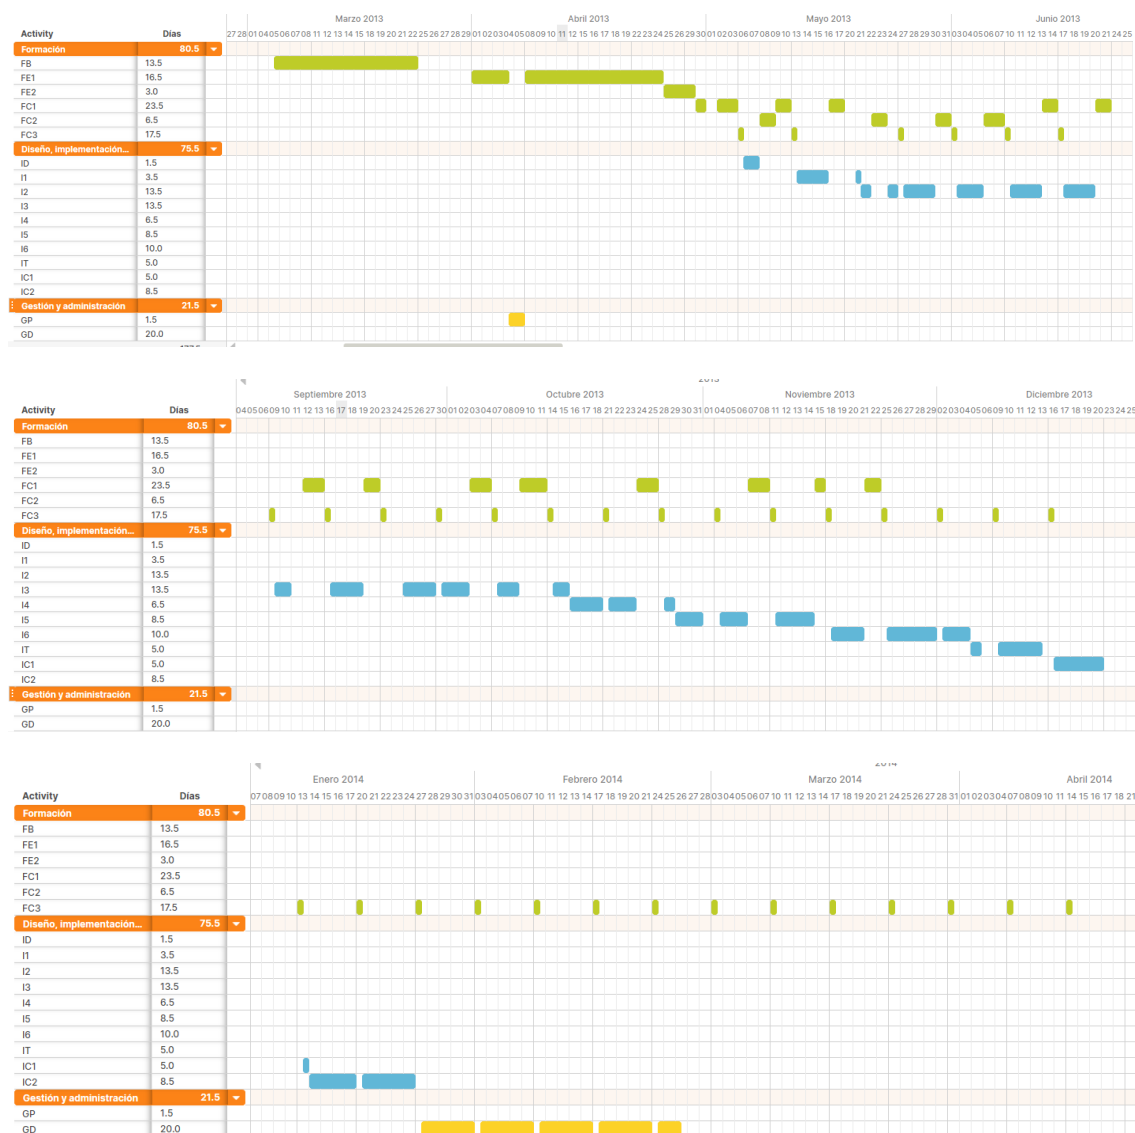 Marzo 2013 Abril 2013 Mayo 2013 Junio 2013
Activity Días 27 28 01 04 05 06 07 08 11 12 13 14 15 18 19 20 21 22 25 26 27 28 29 01 02 03 04 05 08 09 10 11 12 15 16 17 18 19 22 23 24 25 26 29 30 01 02 03 06 07 08 09 10 13 14 15 16 17 20 21 22 23 24 27 28 29 30 31 03 04 05 06 07 10 11 12 13 14 17 18 19 20 21 24 25
Formación 80.5
FB 13.5
FE1 16.5
FE2 3.0
FC1 23.5
FC2 6.5
FC3 17.5
Diseño, implementación... 75.5
ID 1.5
I1 3.5
I2 13.5
I3 13.5
I4 6.5
I5 8.5
I6 10.0
IT 5.0
IC1 5.0
IC2 8.5
Gestión y administración 21.5
GP 1.5
GD 20.0
Septiembre 2013 Octubre 2013 Noviembre 2013 Diciembre 2013
Activity Días 04 05 06 09 10 11 12 13 16 17 18 19 20 23 24 25 26 27 30 01 02 03 04 07 08 09 10 11 14 15 16 17 18 21 22 23 24 25 28 29 30 31 01 04 05 06 07 08 11 12 13 14 15 18 19 20 21 22 25 26 27 28 29 02 03 04 05 06 09 10 11 12 13 16 17 18 19 20 23 24 25
Formación 80.5
FB 13.5
FE1 16.5
FE2 3.0
FC1 23.5
FC2 6.5
FC3 17.5
Diseño, implementación... 75.5
ID 1.5
I1 3.5
I2 13.5
I3 13.5
I4 6.5
I5 8.5
I6 10.0
IT 5.0
IC1 5.0
IC2 8.5
Gestión y administración 21.5
GP 1.5
GD 20.0
Enero 2014 Febrero 2014 Marzo 2014 Abril 2014
Activity Días 07 08 09 10 13 14 15 16 17 20 21 22 23 24 27 28 29 30 31 03 04 05 06 07 10 11 12 13 14 17 18 19 20 21 24 25 26 27 28 03 04 05 06 07 10 11 12 13 14 17 18 19 20 21 24 25 26 27 28 31 01 02 03 04 07 08 09 10 11 14 15 16 17 18 21
Formación 80.5
FB 13.5
FE1 16.5
FE2 3.0
FC1 23.5
FC2 6.5
FC3 17.5
Diseño, implementación... 75.5
ID 1.5
I1 3.5
I2 13.5
I3 13.5
I4 6.5
I5 8.5
I6 10.0
IT 5.0
IC1 5.0
IC2 8.5
Gestión y administración 21.5
GP 1.5
GD 20.0